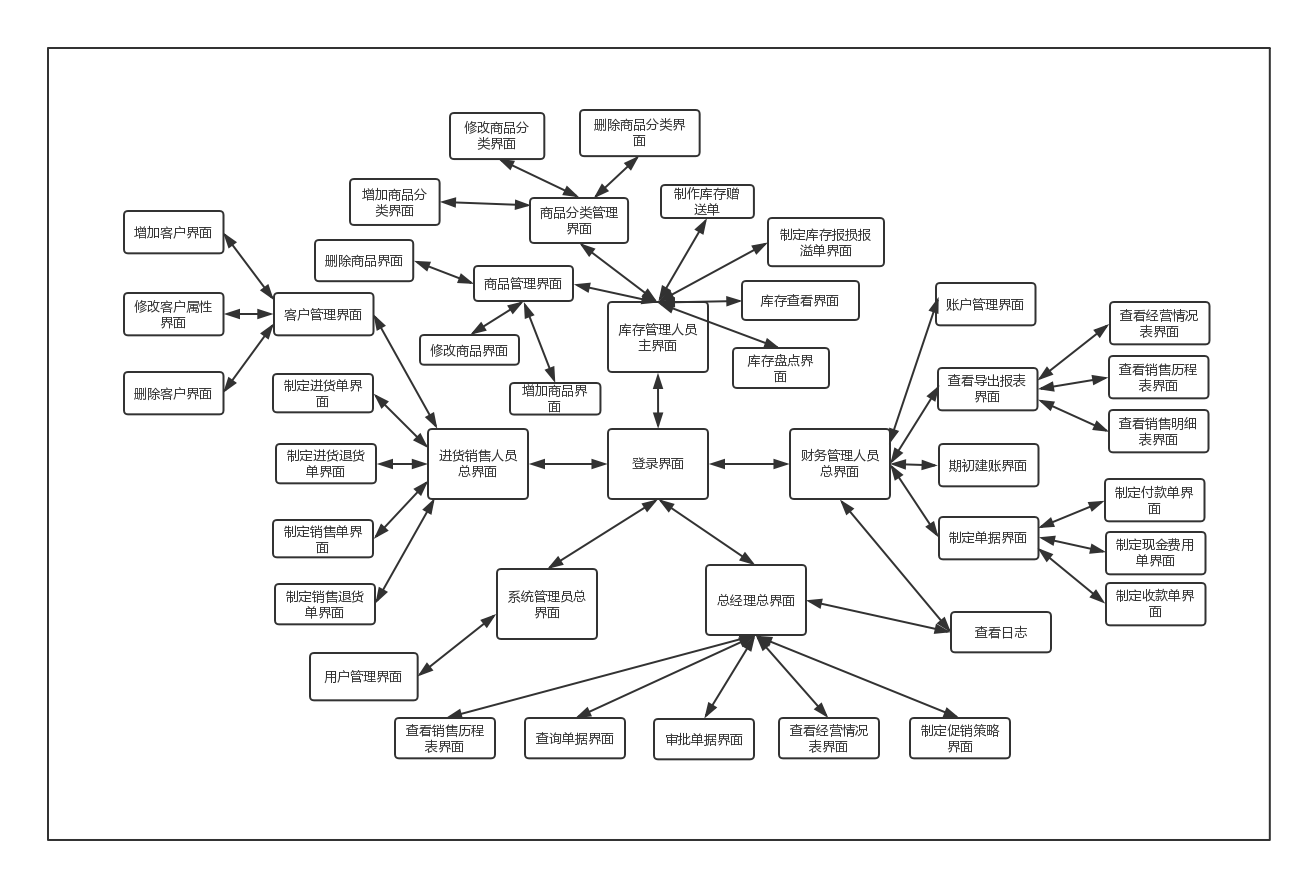 修改商品分
类界面
删除商品分类界
面
增加商品分
类界面
商品分类管理
界面
制作库存赠
送单
制定库存报损报
溢单界面
增加客户界面
删除商品界面
商品管理界面
库存查看界面
账户管理界面
修改客户属性
界面
客户管理界面
库存管理人员
主界面
查看经营情况
表界面
修改商品界面
库存盘点界
面
查看导出报表
界面
查看销售历程
表界面
删除客户界面
制定进货单界
面
增加商品界
面
查看销售明细
表界面
制定进货退货
单界面
进货销售人员
总界面
登录界面
财务管理人员
总界面
期初建账界面
制定付款单界
面
制定销售单界
面
制定单据界面
制定现金费用
单界面
制定销售退货
单界面
系统管理员总
界面
总经理总界面
制定收款单界
面
查看日志
用户管理界面
查看销售历程
表界面
查询单据界面
审批单据界面
查看经营情况
表界面
制定促销策略
界面